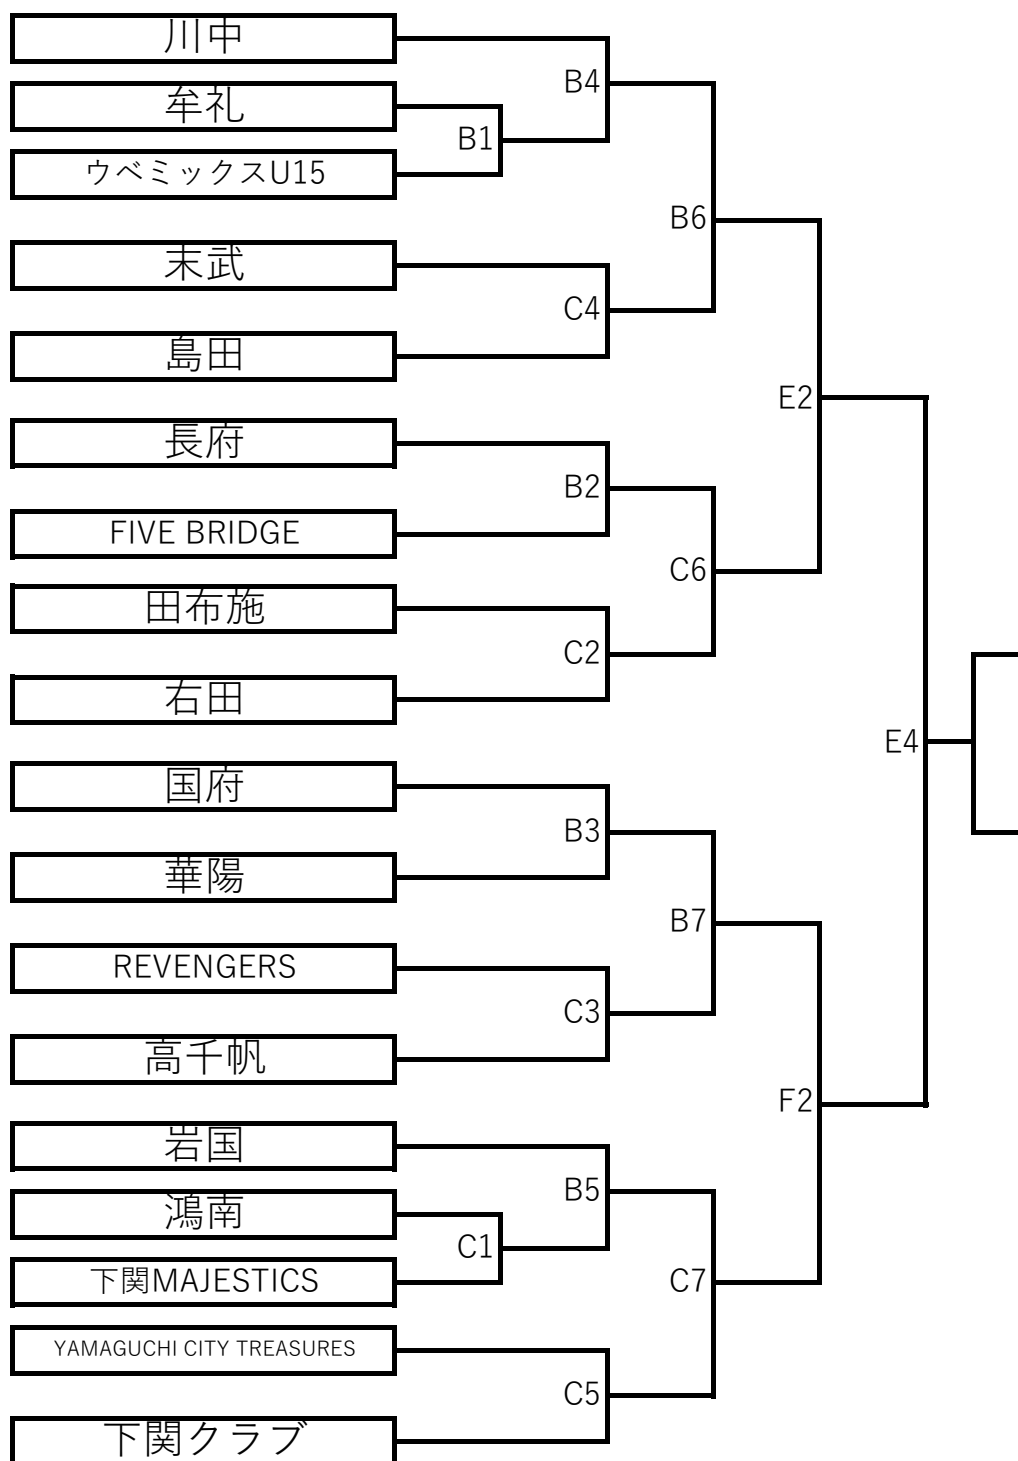 川中
B4
牟礼
B1
ウベミックスU15
B6
末武
C4
島田
E2
長府
B2
FIVE BRIDGE
C6
田布施
C2
右田
E4
国府
B3
華陽
B7
REVENGERS
C3
高千帆
F2
岩国
B5
鴻南
C1
下関MAJESTICS
C7
YAMAGUCHI CITY TREASURES
C5
下関クラブ